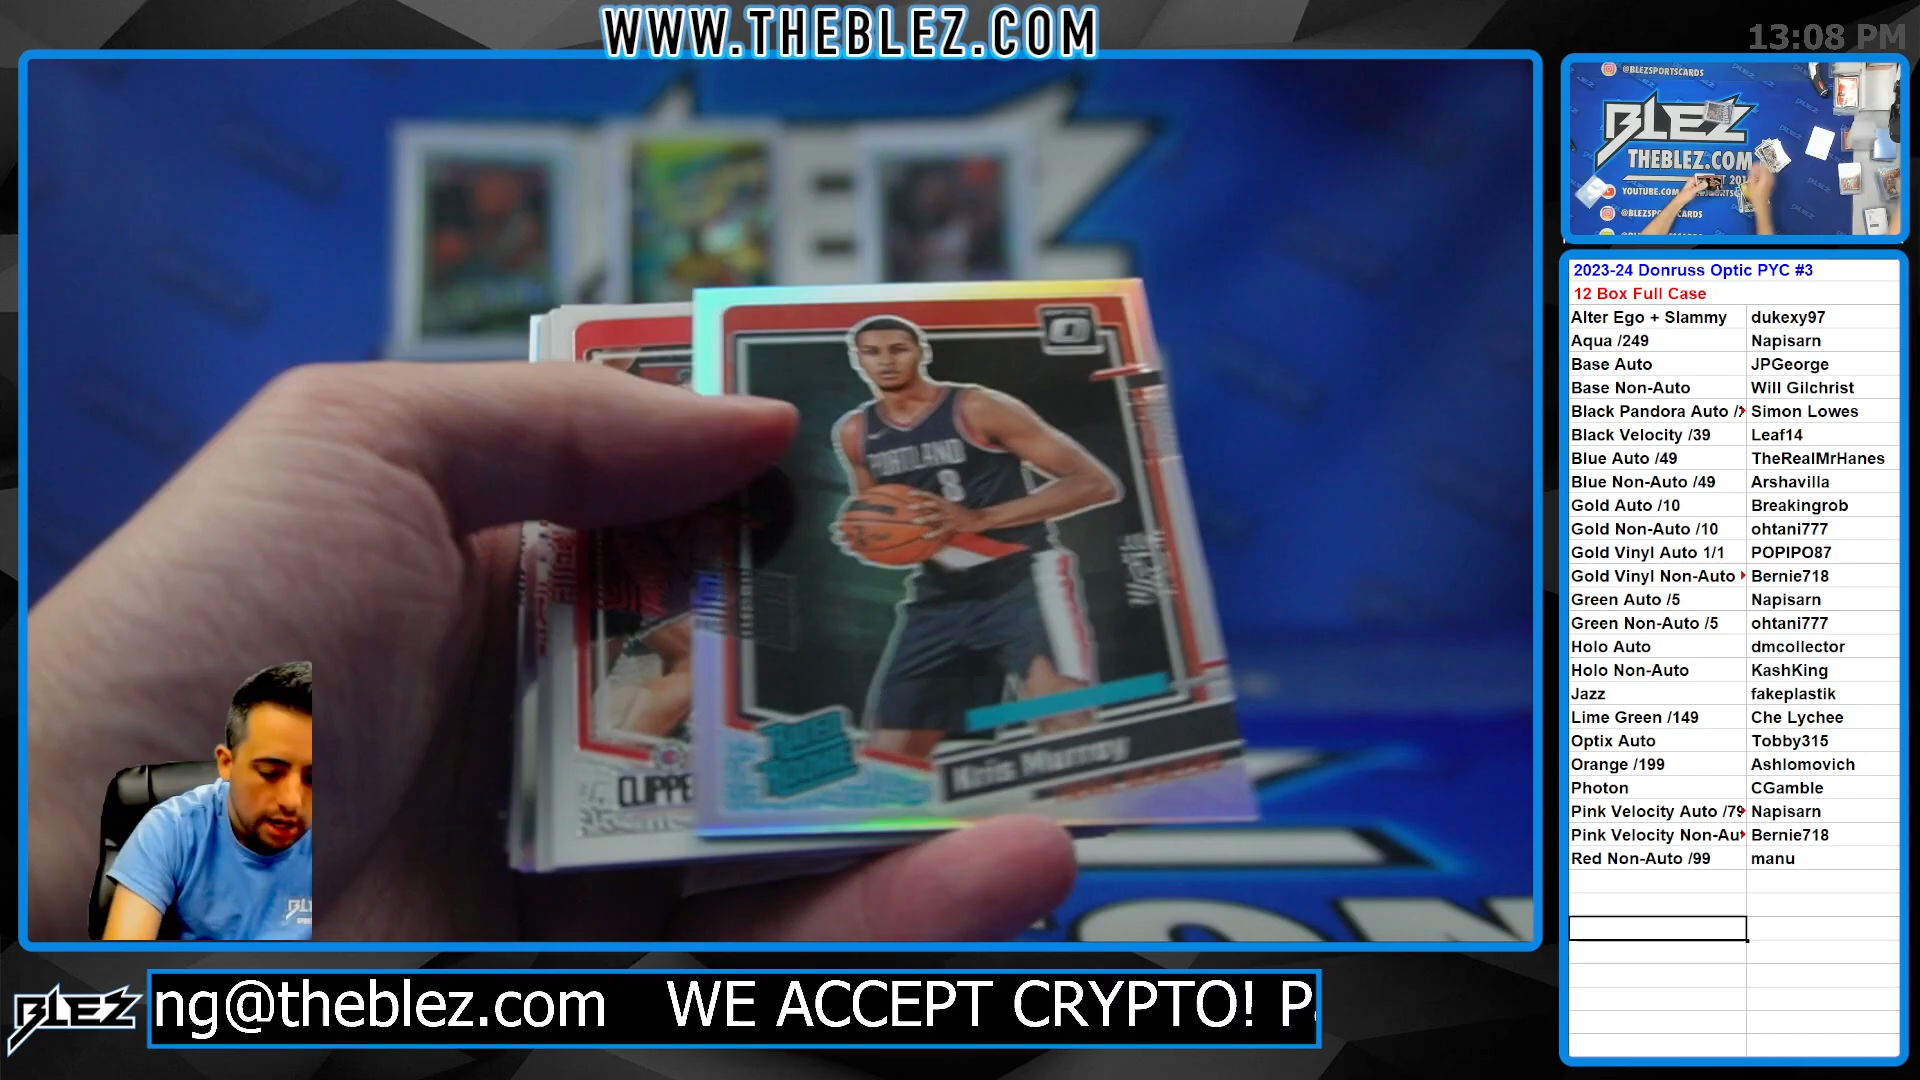 WWW.THEBLEZ.COM
13:08 PM
@BLEZSPORTSCARDS
BLEZ
THEBLEZ.COM
YOUTUBE.COM
PORTLAND
8
RATED
ROOKIE
Kris Murray
CLIPPE
2023-24 Donruss Optic PYC #3
12 Box Full Case
Alter Ego + Slammy dukexy97
Aqua /249 Napisarn
Base Auto JPGeorge
Base Non-Auto Will Gilchrist
Black Pandora Auto / Simon Lowes
Black Velocity /39 Leaf14
Blue Auto /49 TheRealMrHanes
Blue Non-Auto /49 Arshavilla
Gold Auto /10 Breakingrob
Gold Non-Auto /10 ohtani777
Gold Vinyl Auto 1/1 POPIPO87
Gold Vinyl Non-Auto Bernie718
Green Auto /5 Napisarn
Green Non-Auto /5 ohtani777
Holo Auto dmcollector
Holo Non-Auto KashKing
Jazz fakeplastik
Lime Green /149 Che Lychee
Optix Auto Tobby315
Orange /199 Ashlomovich
Photon CGamble
Pink Velocity Auto /79 Napisarn
Pink Velocity Non-Au Bernie718
Red Non-Auto /99 manu
BLEZ
ng@theblez.com WE ACCEPT CRYPTO! P